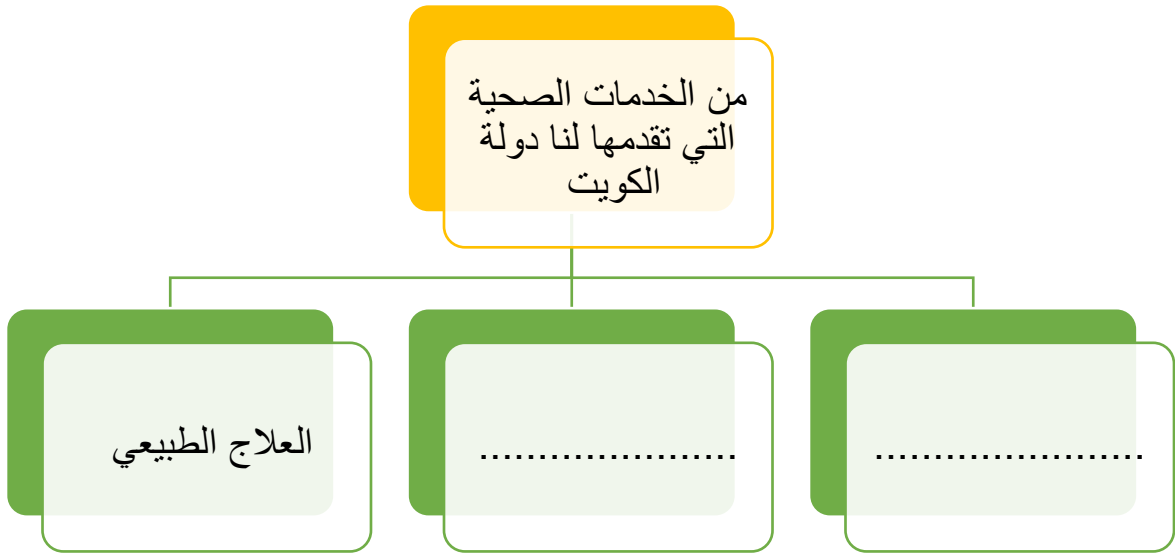 من الخدمات الصحية
التي تقدمها لنا دولة
الكويت
.......................
......................
العلاج الطبيعي